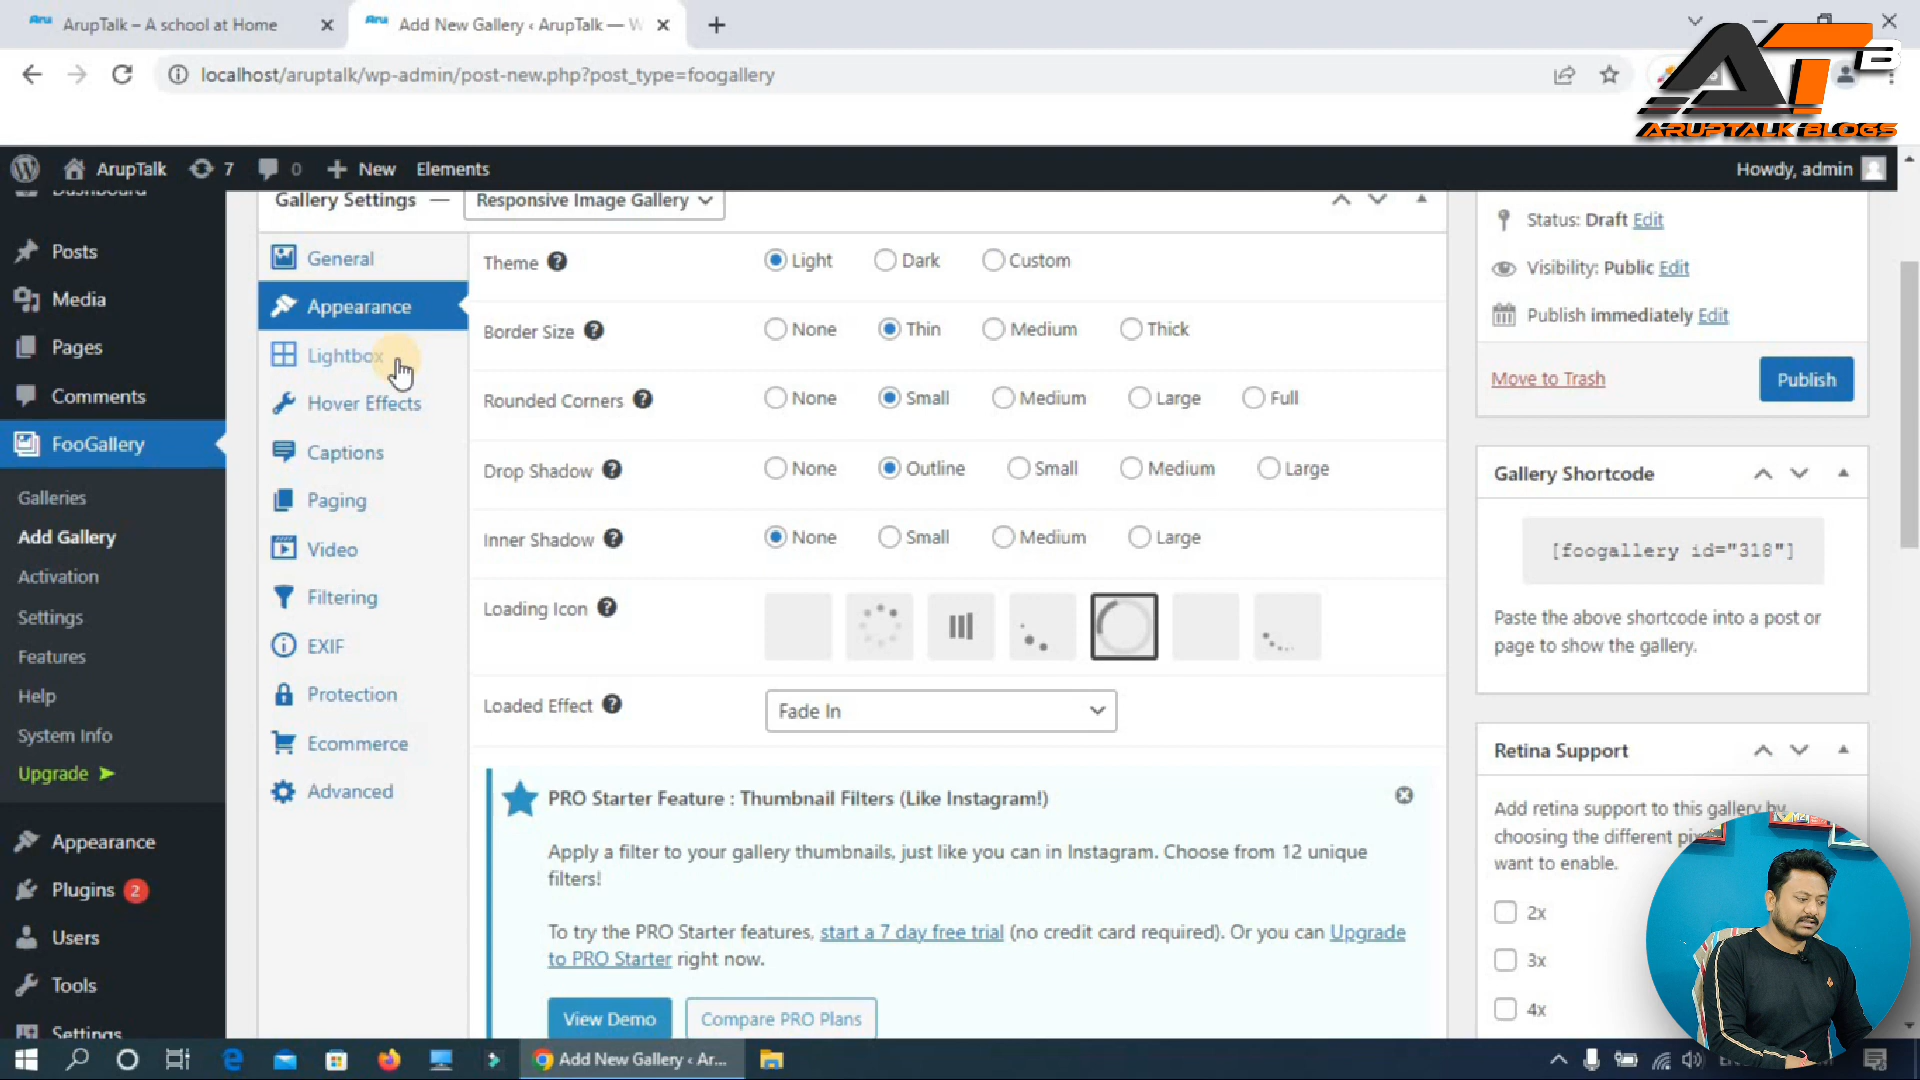 ArupTalk – A school at Home
Add New Gallery ‹ ArupTalk — W
localhost/aruptalk/wp-admin/post-new.php?post_type=foogallery
ATB
ARUPTALK BLOGS
ArupTalk 7 0 New Elements
Howdy, admin
Dashboard
Posts
Media
Pages
Comments
FooGallery
Galleries
Add Gallery
Activation
Settings
Features
Help
System Info
Upgrade ➤
Appearance
Plugins 2
Users
Tools
Settings
Gallery Settings — Responsive Image Gallery
General
Appearance
Lightbox
Hover Effects
Captions
Paging
Video
Filtering
EXIF
Protection
Ecommerce
Advanced
Theme Light Dark Custom
Border Size None Thin Medium Thick
Rounded Corners None Small Medium Large Full
Drop Shadow None Outline Small Medium Large
Inner Shadow None Small Medium Large
Loading Icon
Loaded Effect Fade In
PRO Starter Feature : Thumbnail Filters (Like Instagram!)
Apply a filter to your gallery thumbnails, just like you can in Instagram. Choose from 12 unique
filters!
To try the PRO Starter features, start a 7 day free trial (no credit card required). Or you can Upgrade
to PRO Starter right now.
View Demo Compare PRO Plans
Status: Draft Edit
Visibility: Public Edit
Publish immediately Edit
Move to Trash Publish
Gallery Shortcode
[foogallery id="318"]
Paste the above shortcode into a post or
page to show the gallery.
Retina Support
Add retina support to this gallery by
choosing the different
want to enable.
2x
3x
4x
Add New Gallery ‹ Ar...